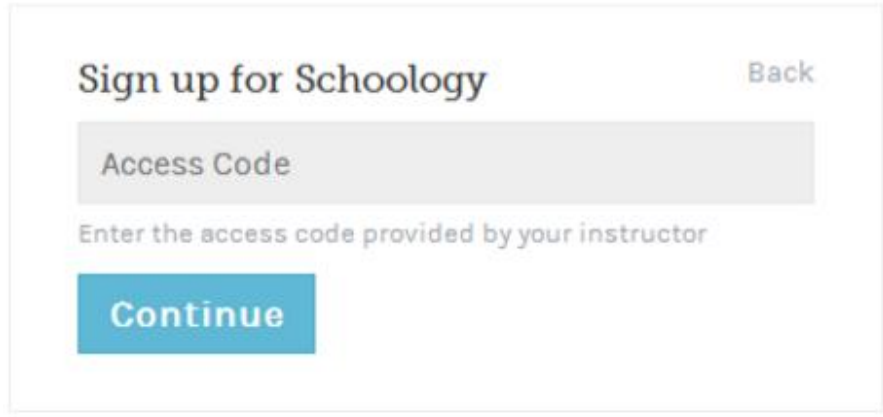 Sign up for Schoology Back
Access Code
Enter the access code provided by your instructor
Continue